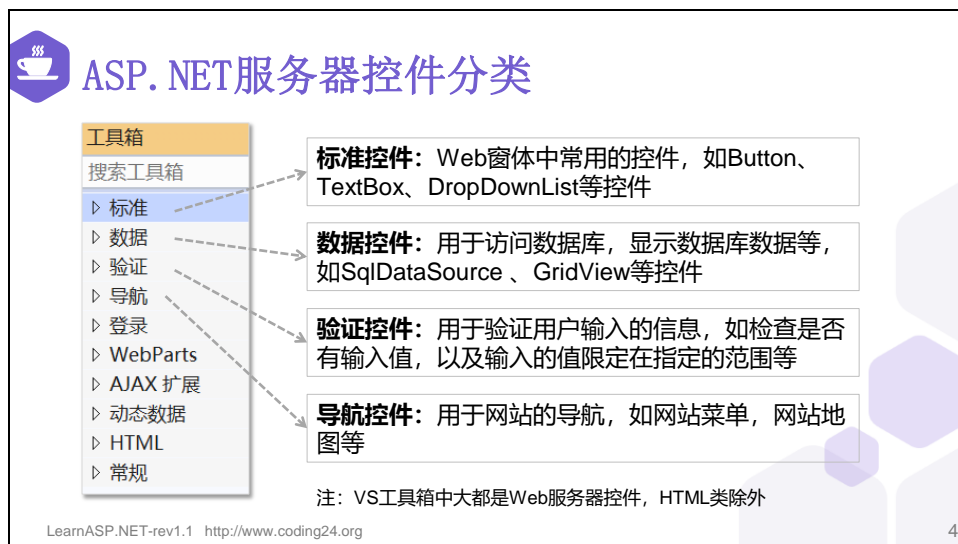 ASP.NET服务器控件分类
工具箱
搜索工具箱
标准
数据
验证
导航
登录
WebParts
AJAX 扩展
动态数据
HTML
常规
标准控件：Web窗体中常用的控件，如Button、
TextBox、DropDownList等控件
数据控件：用于访问数据库，显示数据库数据等，
如SqlDataSource 、GridView等控件
验证控件：用于验证用户输入的信息，如检查是否
有输入值，以及输入的值限定在指定的范围等
导航控件：用于网站的导航，如网站菜单，网站地
图等
注：VS工具箱中大都是Web服务器控件，HTML类除外
LearnASP.NET-rev1.1 http://www.coding24.org
4